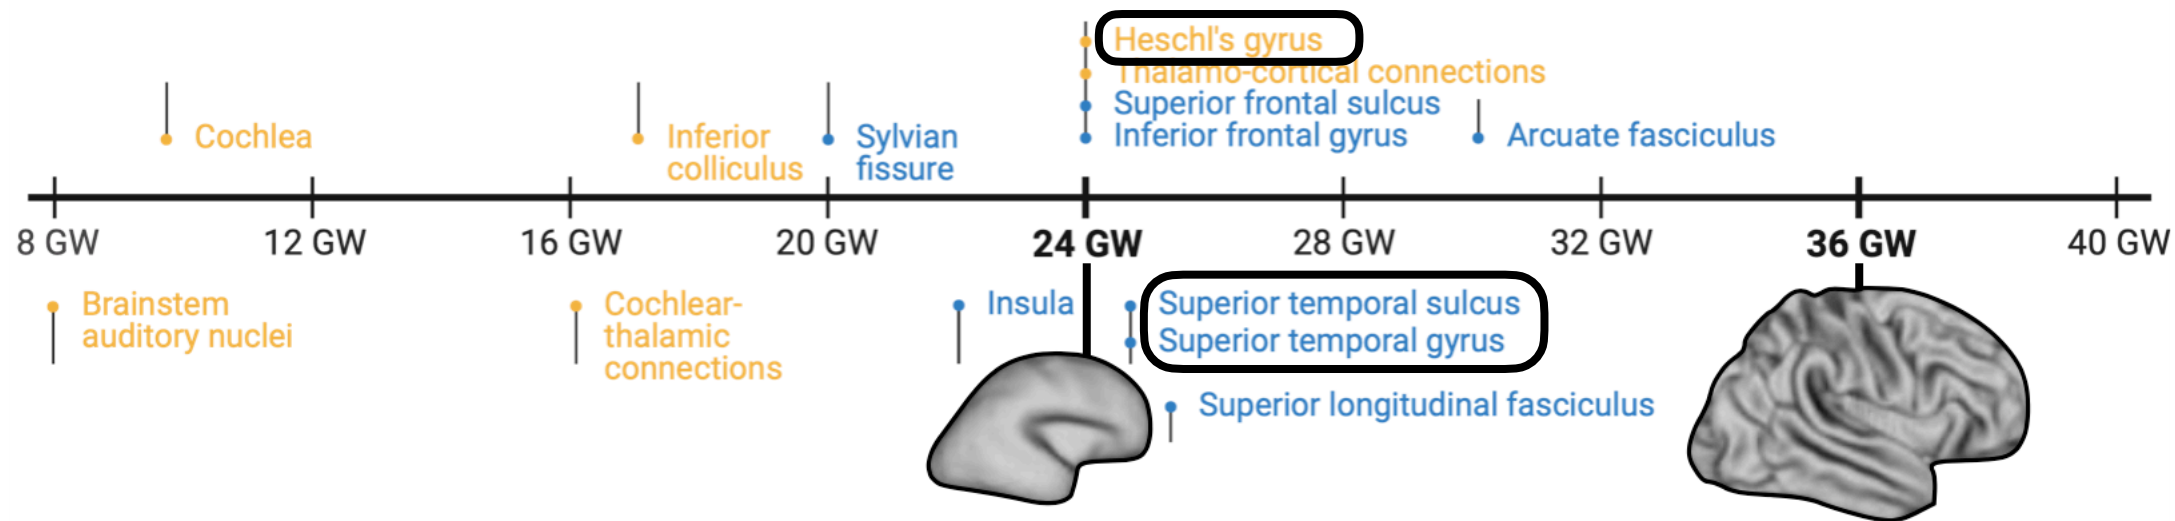 Heschl's gyrus
Thalamo-cortical connections
Superior frontal sulcus
Inferior frontal gyrus
Cochlea
Inferior
colliculus
Sylvian
fissure
Arcuate fasciculus
8 GW
12 GW
16 GW
20 GW
24 GW
28 GW
32 GW
36 GW
40 GW
Brainstem
auditory nuclei
Cochlear-
thalamic
connections
Insula
Superior temporal sulcus
Superior temporal gyrus
Superior longitudinal fasciculus